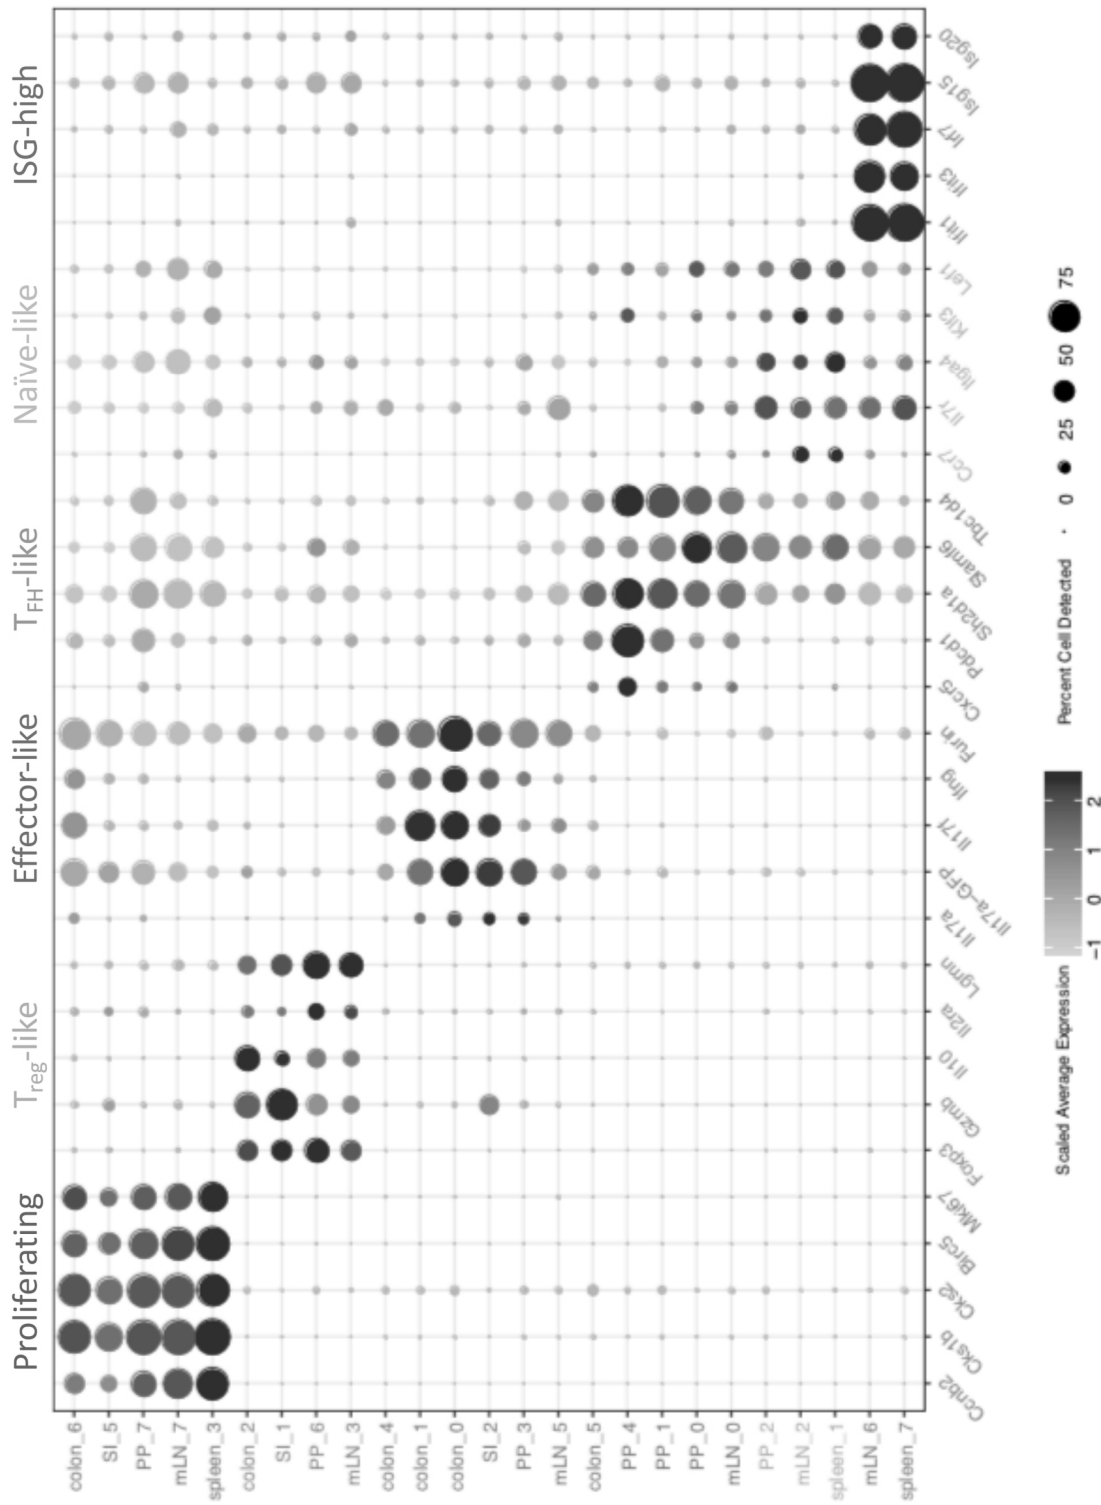 Proliferating
Treg-like
Effector-like
TFH-like
Naïve-like
ISG-high
colon_6
SI_5
PP_7
mLN_7
spleen_3
colon_2
SI_1
PP_6
mLN_3
colon_4
colon_1
colon_0
SI_2
PP_3
mLN_5
colon_5
PP_4
PP_1
PP_0
mLN_0
PP_2
mLN_2
spleen_1
mLN_6
spleen_7
Ccnb2
Cks1b
Cks2
Birc5
Mki67
Foxp3
Gzmb
Il10
Il2ra
Lgmn
Il17a
Il17a-GFP
Il17f
Ifng
Furin
Cxcr5
Pdcd1
Sh2d1a
Slamf6
Tbc1d4
Ccr7
Il7r
Itga4
Klf3
Lef1
Ifit1
Ifit3
Irf7
Isg15
Isg20
Scaled Average Expression
-1 0 1 2
Percent Cell Detected
0 25 50 75